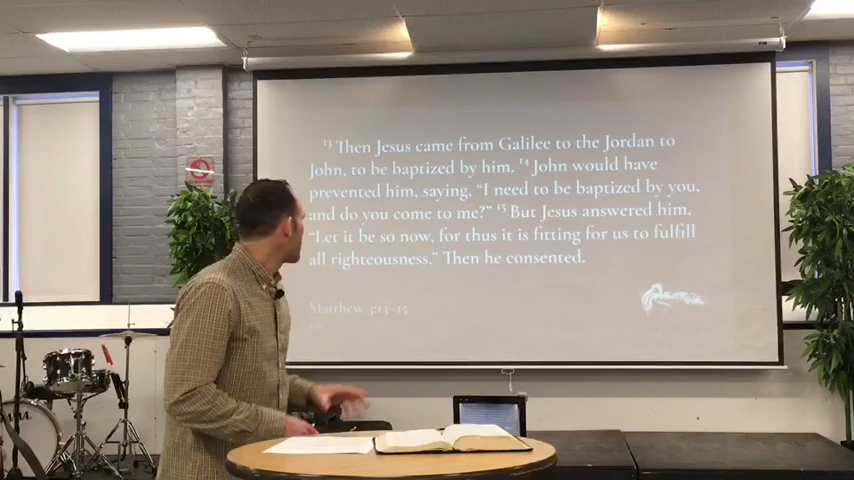 ¹³ Then Jesus came from Galilee to the Jordan to
John, to be baptized by him. ¹⁴ John would have
prevented him, saying, “I need to be baptized by you,
and do you come to me?” ¹⁵ But Jesus answered him,
“Let it be so now, for thus it is fitting for us to fulfill
all righteousness.” Then he consented.
Matthew 3:13–15